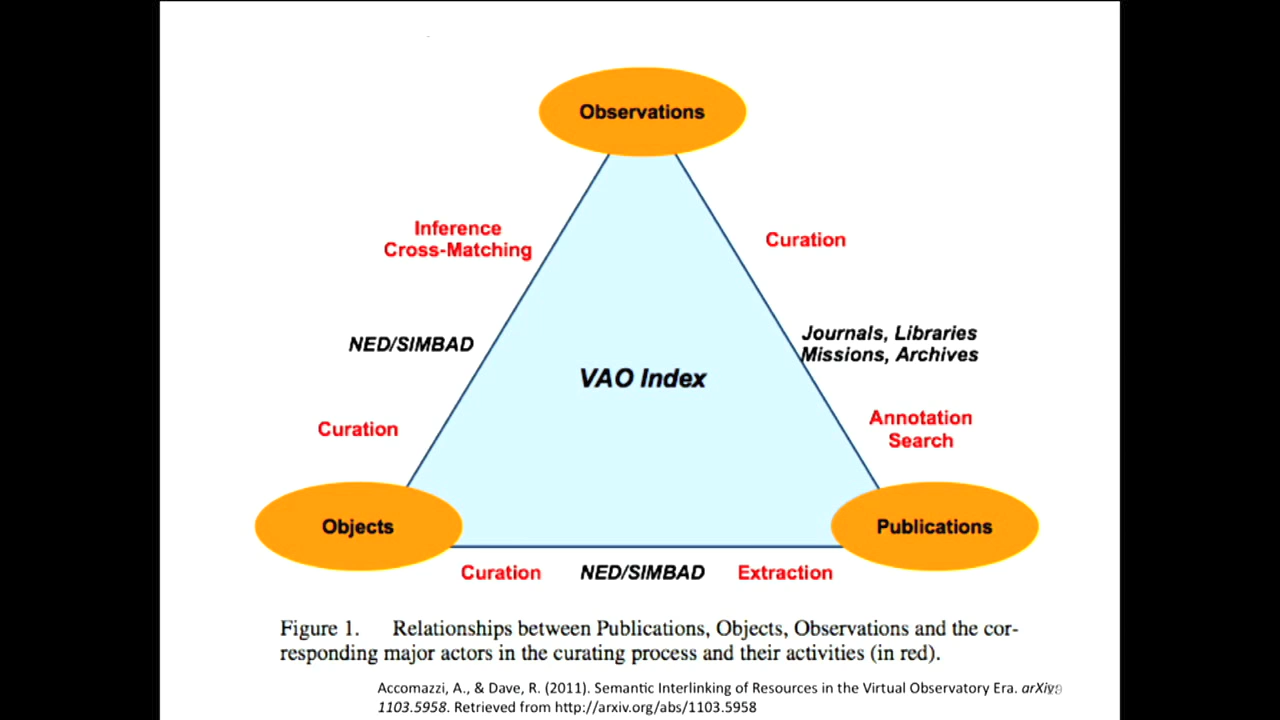 Observations
Inference
Cross-Matching
Curation
NED/SIMBAD
Journals, Libraries
Missions, Archives
VAO Index
Curation
Annotation
Search
Objects
Publications
Curation NED/SIMBAD Extraction
Figure 1. Relationships between Publications, Objects, Observations and the cor-
responding major actors in the curating process and their activities (in red).
Accomazzi, A., & Dave, R. (2011). Semantic Interlinking of Resources in the Virtual Observatory Era. arXiv:
1103.5958. Retrieved from http://arxiv.org/abs/1103.5958